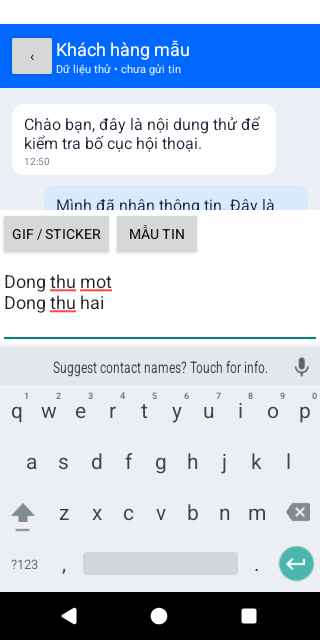 ‹
Khách hàng mẫu
Dữ liệu thử • chưa gửi tin
Chào bạn, đây là nội dung thử để
kiểm tra bố cục hội thoại.
12:50
Mình đã nhận thông tin. Đây là
GIF / STICKER
MẪU TIN
Dong thu mot
Dong thu hai
Suggest contact names? Touch for info.
1 2 3 4 5 6 7 8 9 0
q w e r t y u i o p
a s d f g h j k l
z x c v b n m
?123 , .